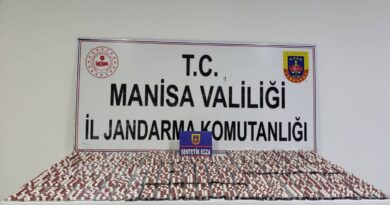 T.C.
MANİSA VALİLİĞİ
İL JANDARMA KOMUTANLIĞI
SENTETİK ECZA